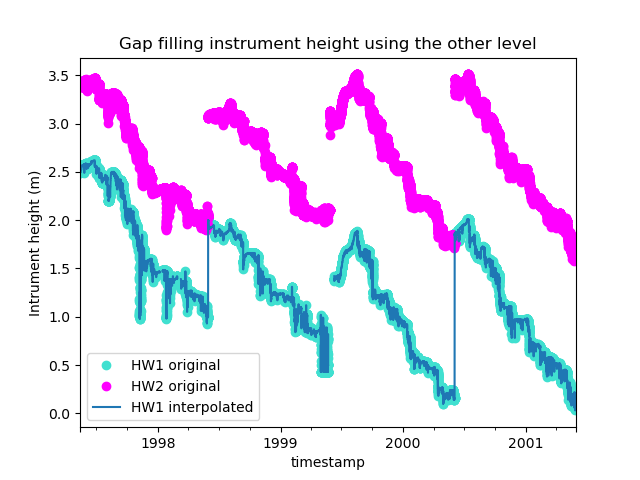 Gap filling instrument height using the other level
3.5
3.0
2.5
2.0
1.5
1.0
0.5
0.0
Intrument height (m)
HW1 original
HW2 original
HW1 interpolated
1998
1999
2000
2001
timestamp